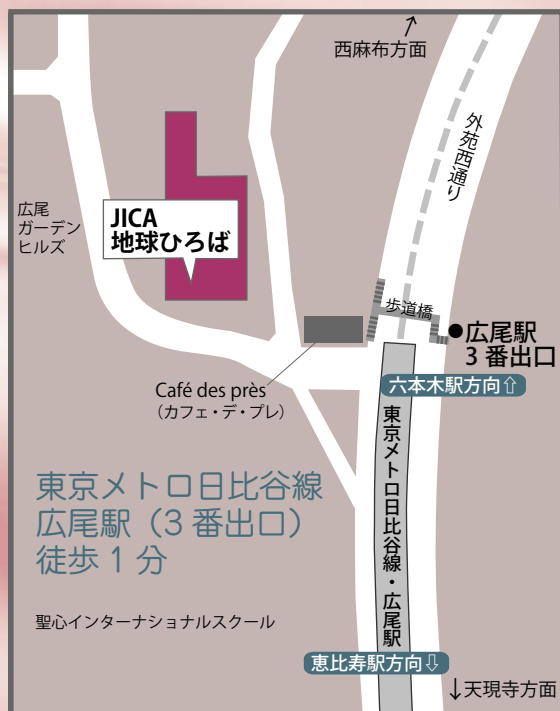 西麻布方面
外苑西通り
広尾
ガーデン
ヒルズ
JICA
地球ひろば
歩道橋
●広尾駅
3 番出口
六本木駅方向⇧
Café des près
（カフェ・デ・プレ）
東京メトロ日比谷線・広尾駅
東京メトロ日比谷線
広尾駅（3 番出口）
徒歩 1 分
聖心インターナショナルスクール
恵比寿駅方向⇩
↓天現寺方面